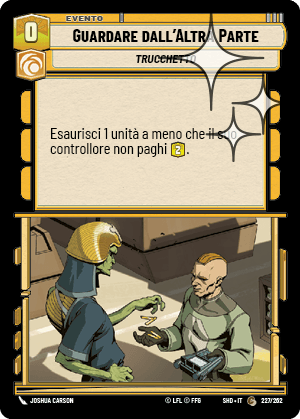 EVENTO
0
GUARDARE DALL'ALTRA PARTE
TRUCCHETTO
Esaurisci 1 unità a meno che il suo
controllore non paghi 2.
JOSHUA CARSON
© LFL © FFG
SHD • IT
227/262